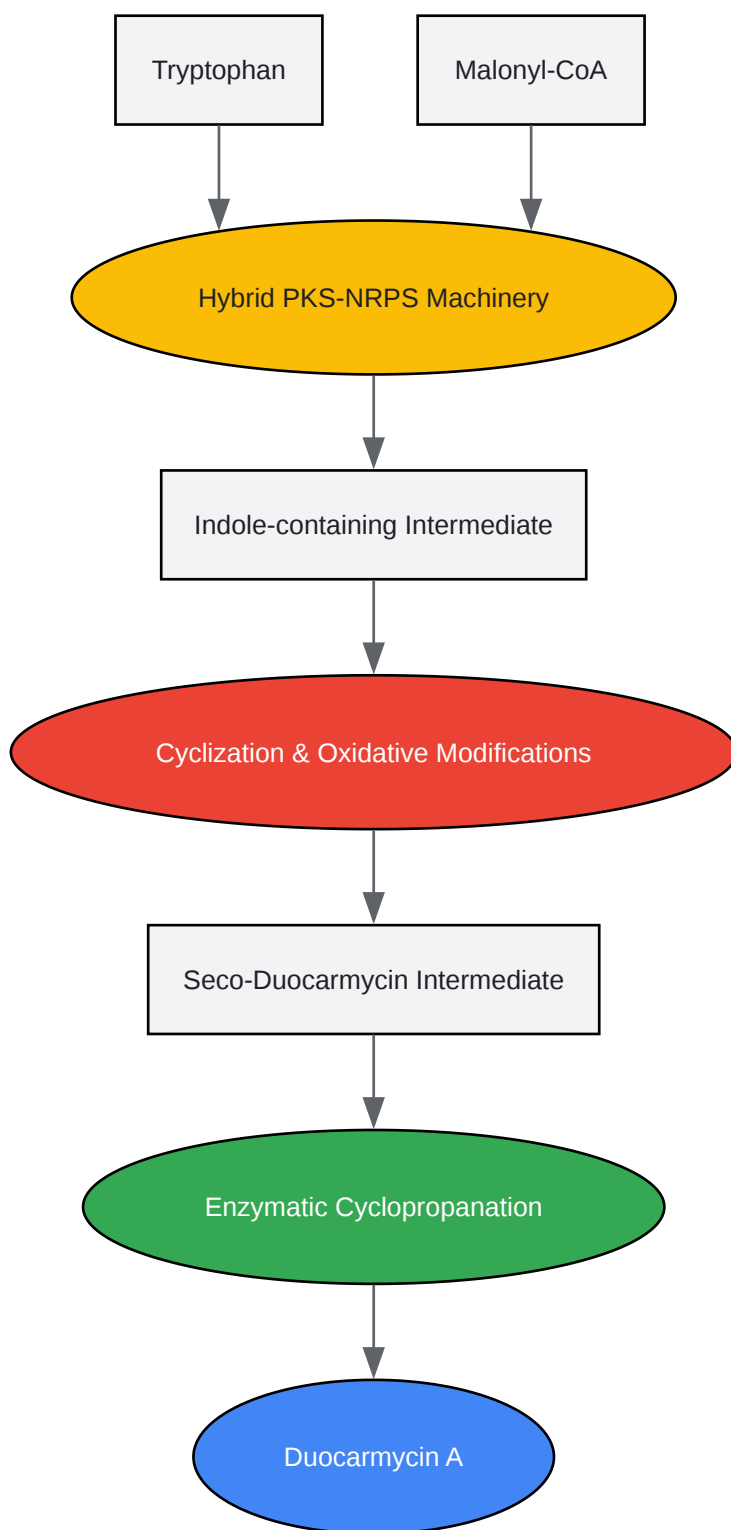 Tryptophan
Malonyl-CoA
Hybrid PKS-NRPS Machinery
Indole-containing Intermediate
Cyclization & Oxidative Modifications
Seco-Duocarmycin Intermediate
Enzymatic Cyclopropanation
Duocarmycin A